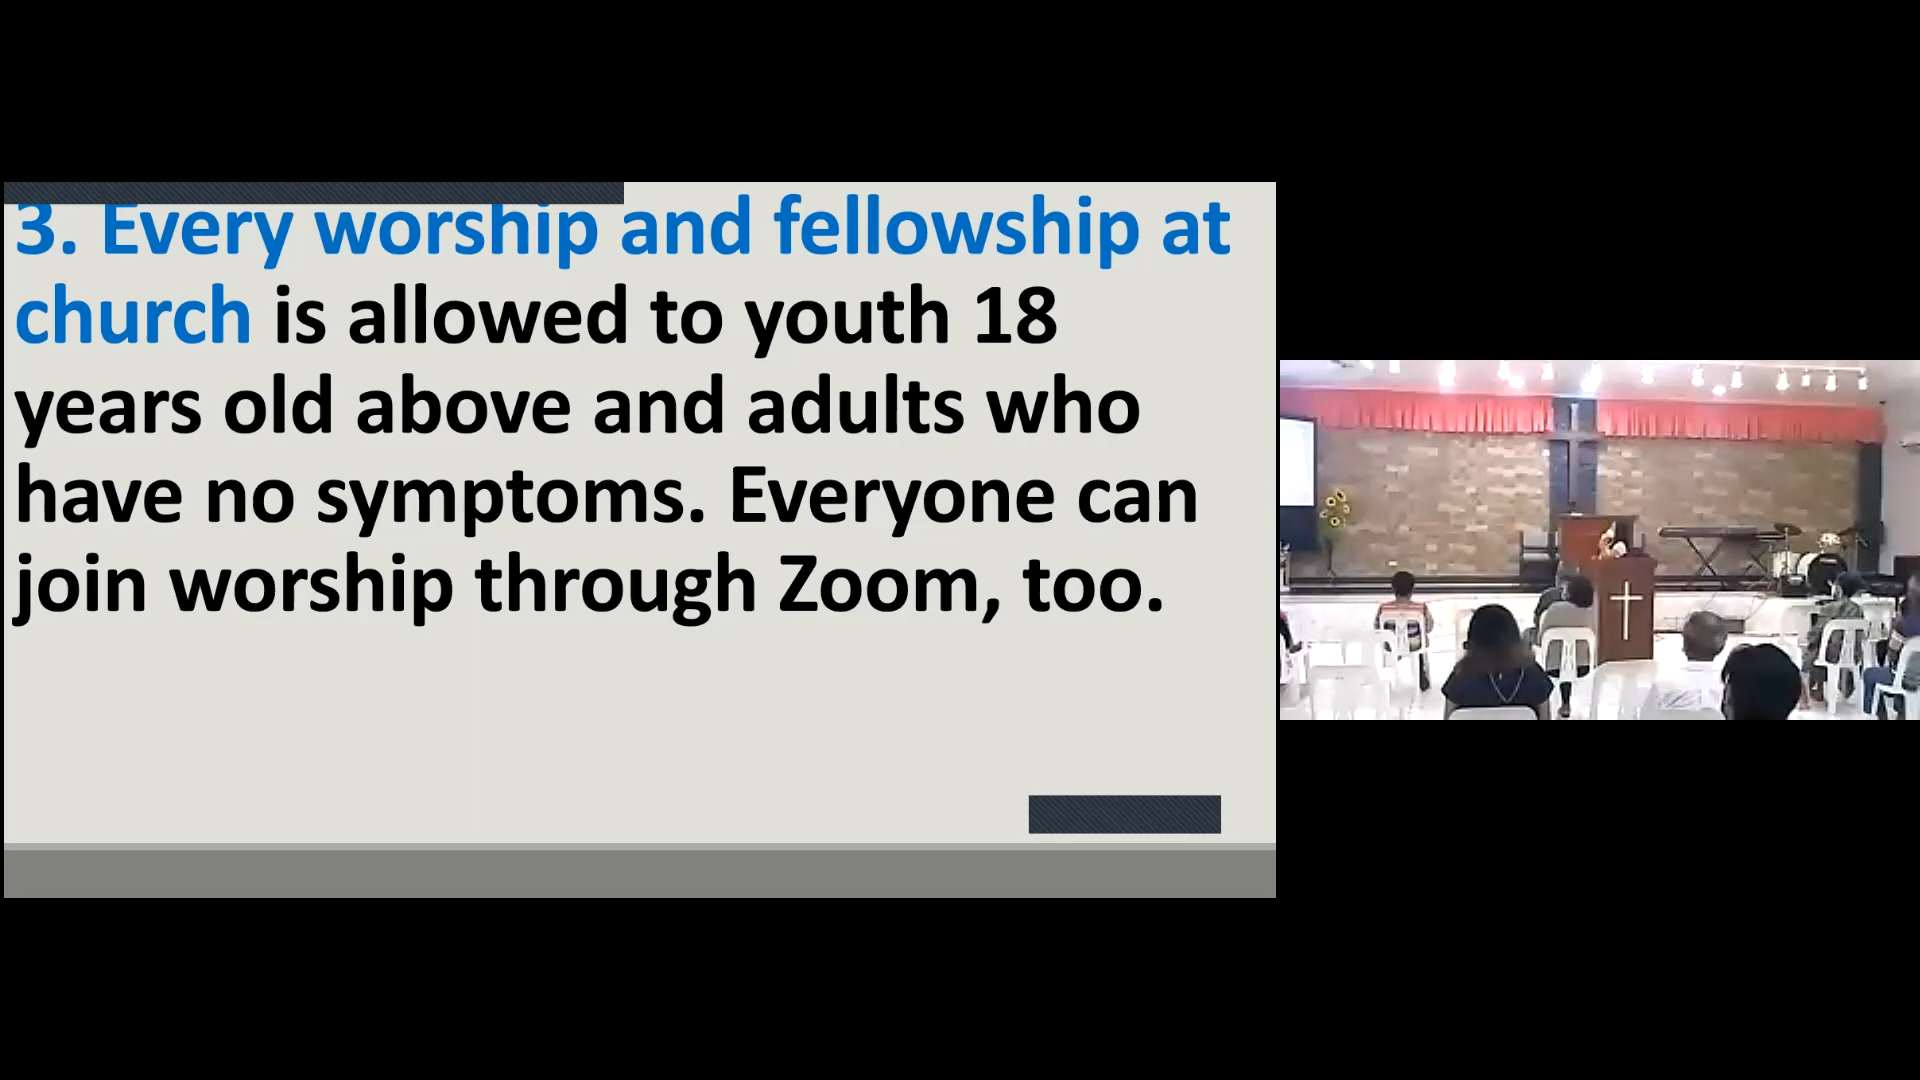 3. Every worship and fellowship at
church is allowed to youth 18
years old above and adults who
have no symptoms. Everyone can
join worship through Zoom, too.